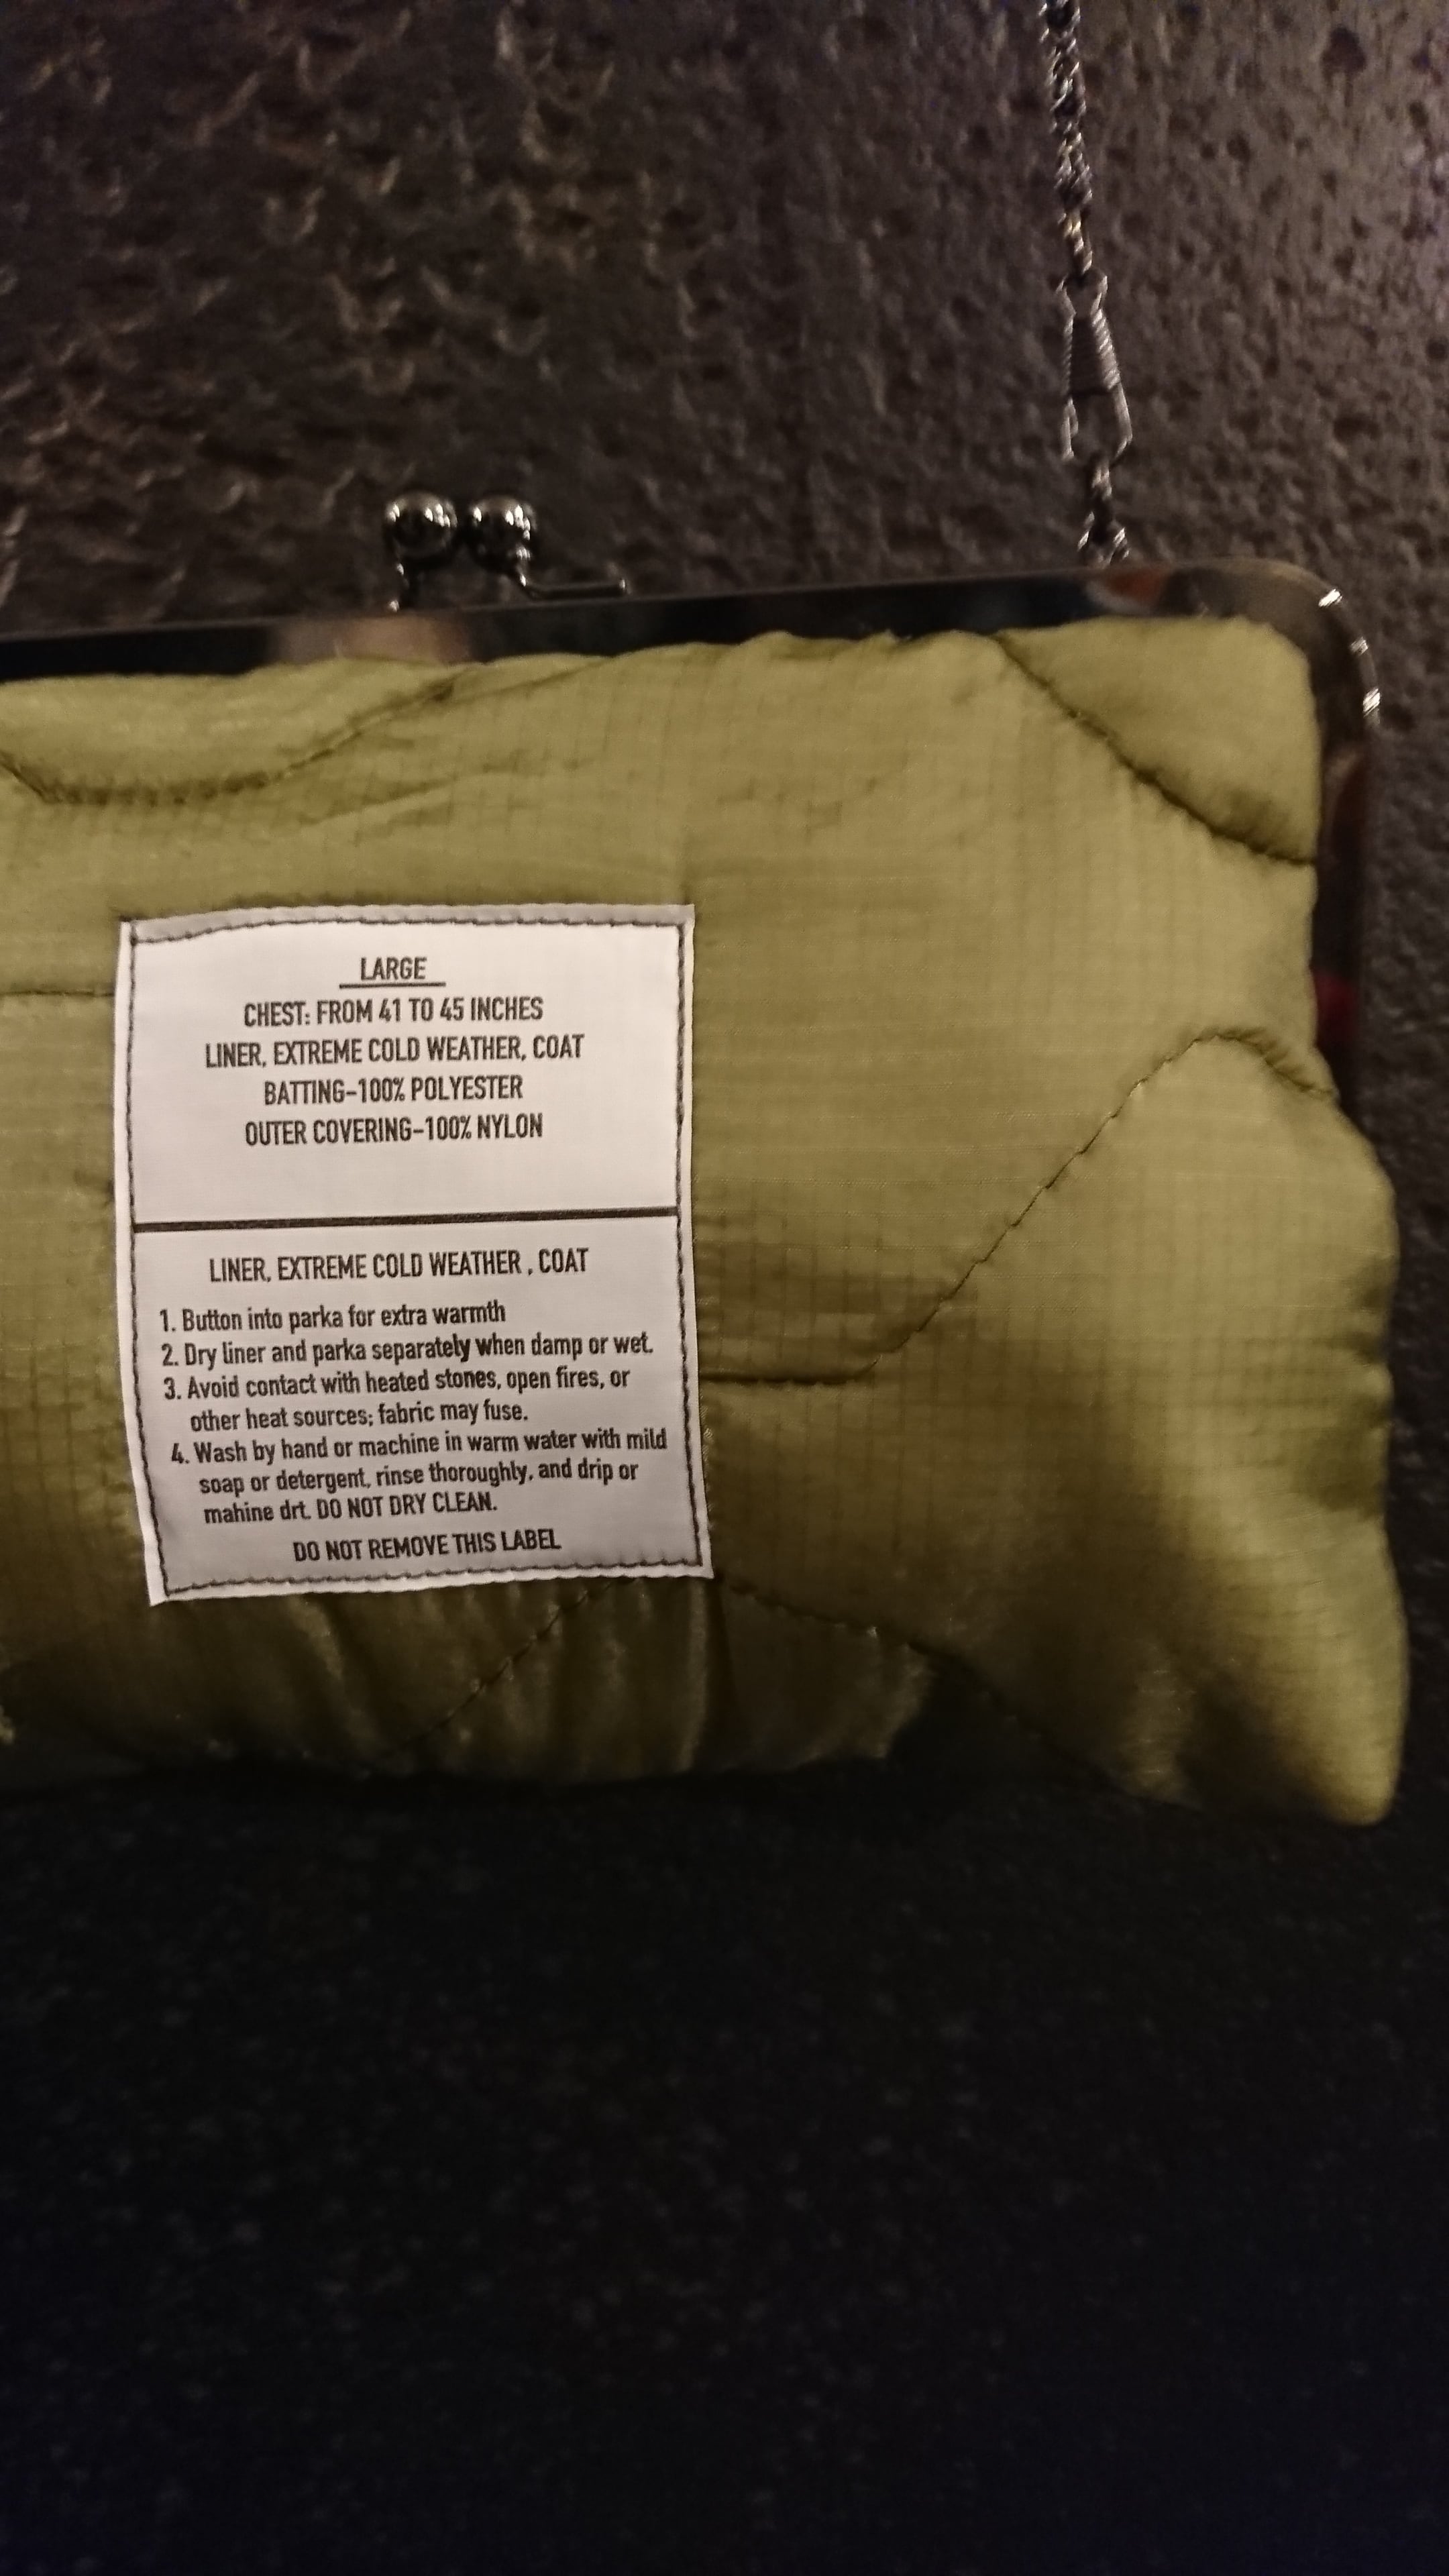 LARGE
CHEST: FROM 41 TO 45 INCHES
LINER, EXTREME COLD WEATHER, COAT
BATTING-100% POLYESTER
OUTER COVERING-100% NYLON
LINER, EXTREME COLD WEATHER , COAT
1. Button into parka for extra warmth
2. Dry liner and parka separately when damp or wet.
3. Avoid contact with heated stones, open fires, or
other heat sources; fabric may fuse.
4. Wash by hand or machine in warm water with mild
soap or detergent, rinse thoroughly, and drip or
mahine drt. DO NOT DRY CLEAN.
DO NOT REMOVE THIS LABEL